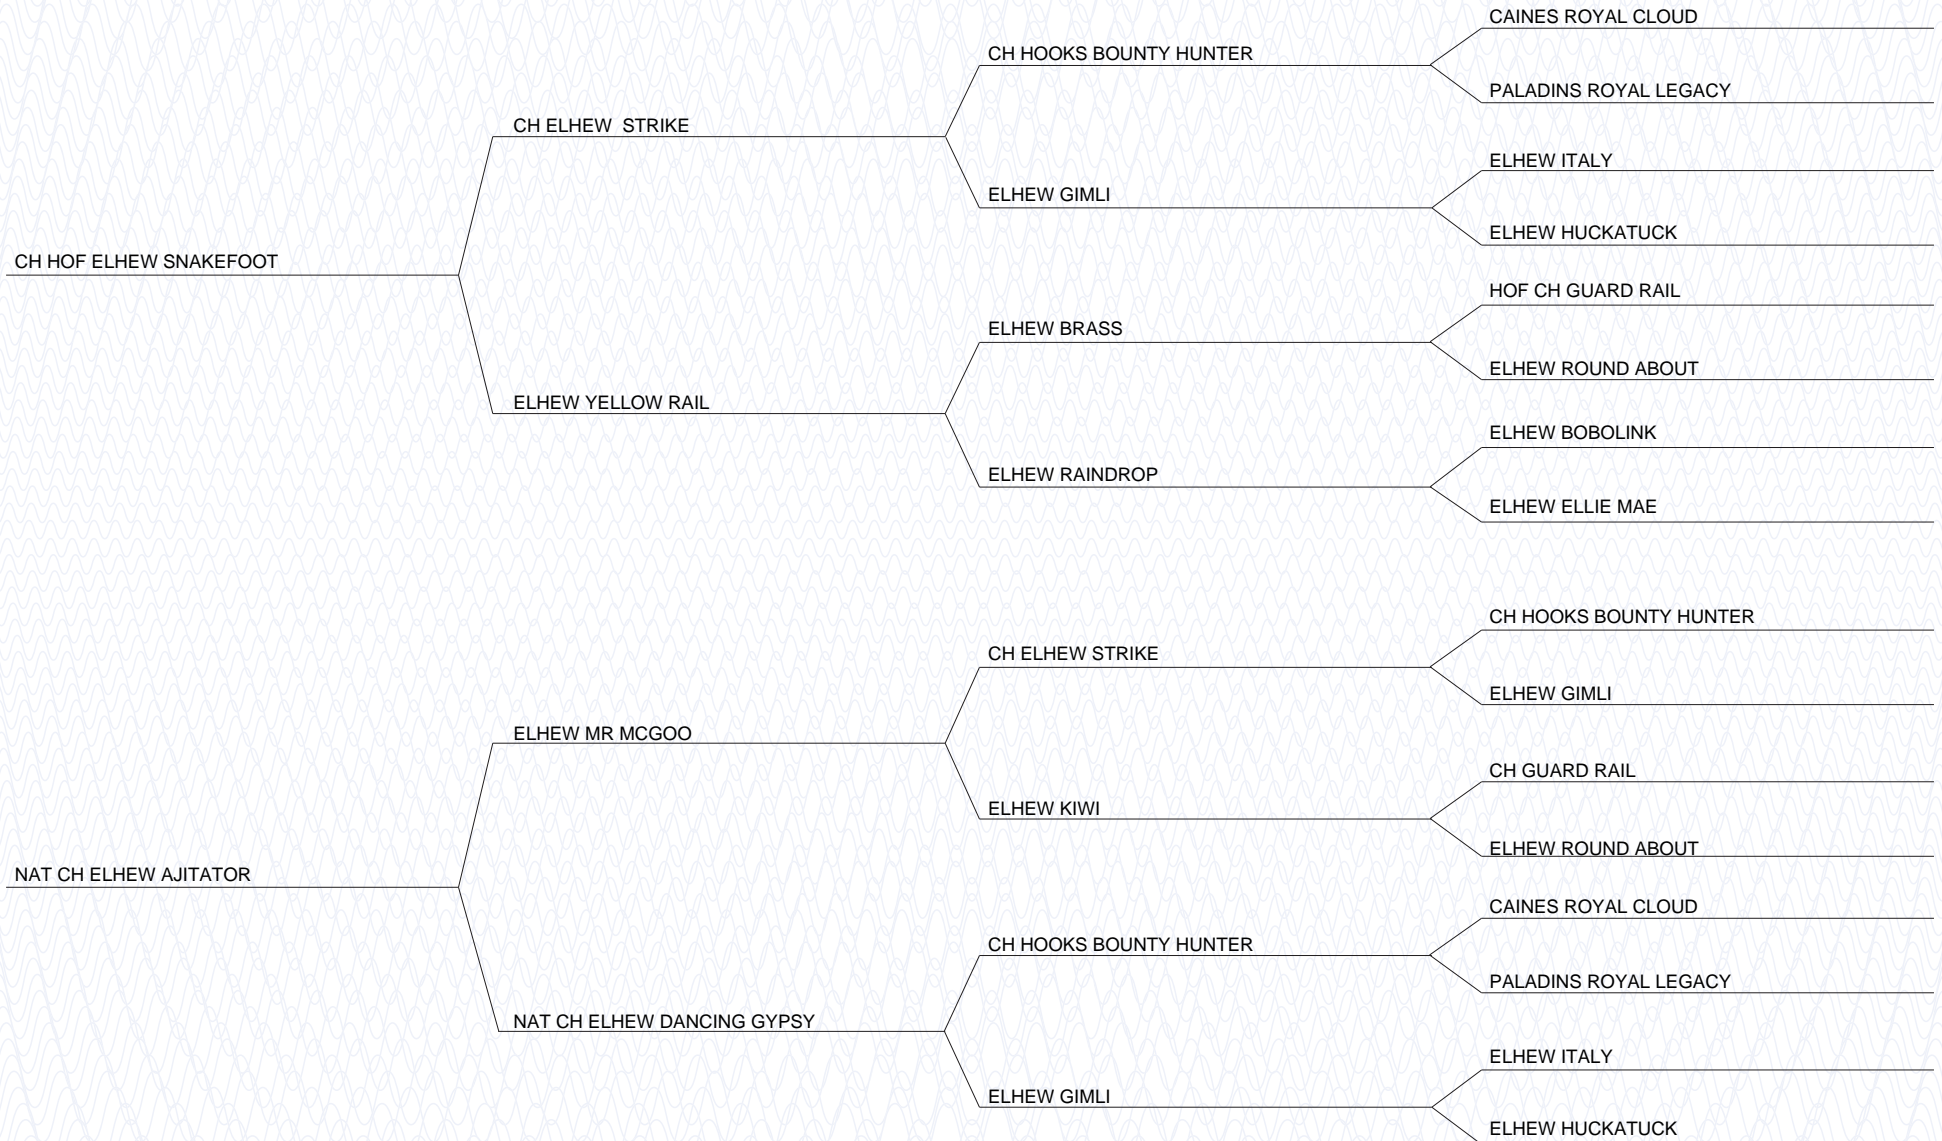 CAINES ROYAL CLOUD
CH HOOKS BOUNTY HUNTER
PALADINS ROYAL LEGACY
CH ELHEW  STRIKE
ELHEW ITALY
ELHEW GIMLI
ELHEW HUCKATUCK
CH HOF ELHEW SNAKEFOOT
HOF CH GUARD RAIL
ELHEW BRASS
ELHEW ROUND ABOUT
ELHEW YELLOW RAIL
ELHEW BOBOLINK
ELHEW RAINDROP
ELHEW ELLIE MAE
CH HOOKS BOUNTY HUNTER
CH ELHEW STRIKE
ELHEW GIMLI
ELHEW MR MCGOO
CH GUARD RAIL
ELHEW KIWI
ELHEW ROUND ABOUT
NAT CH ELHEW AJITATOR
CAINES ROYAL CLOUD
CH HOOKS BOUNTY HUNTER
PALADINS ROYAL LEGACY
NAT CH ELHEW DANCING GYPSY
ELHEW ITALY
ELHEW GIMLI
ELHEW HUCKATUCK